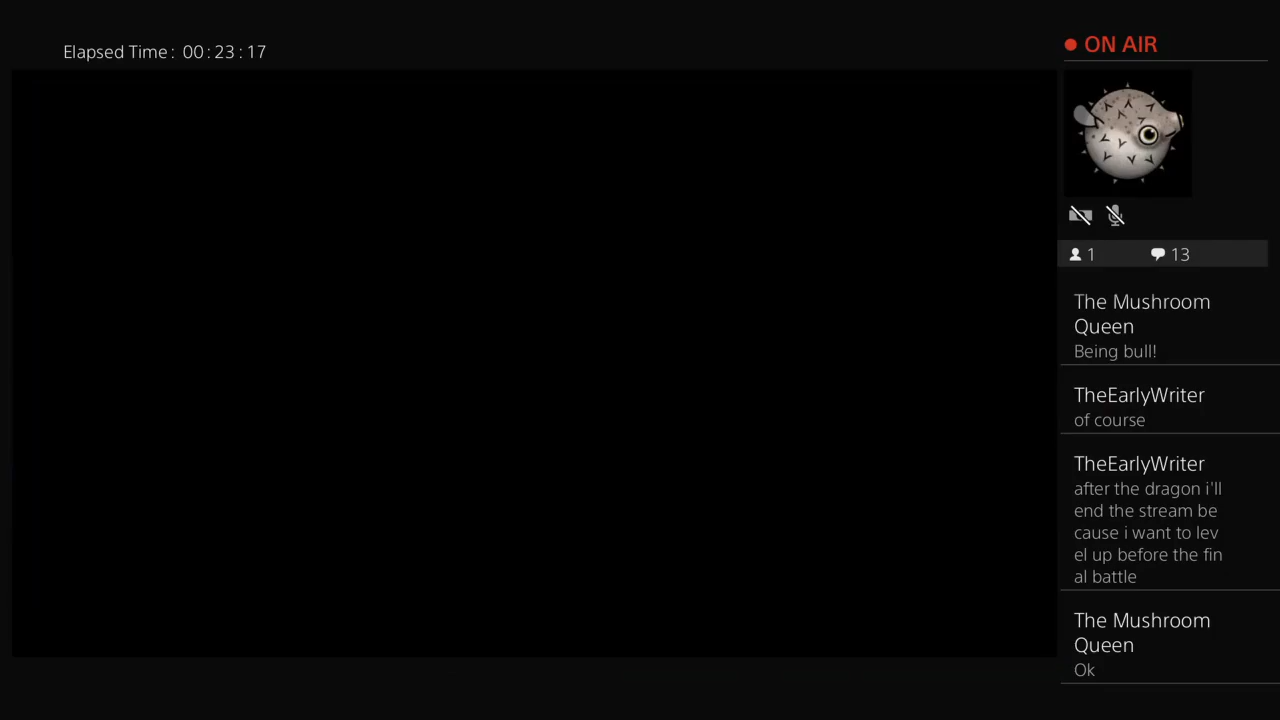 Elapsed Time: 00:23:17
ON AIR
1 13
The Mushroom
Queen
Being bull!
TheEarlyWriter
of course
TheEarlyWriter
after the dragon i'll
end the stream be
cause i want to lev
el up before the fin
al battle
The Mushroom
Queen
Ok